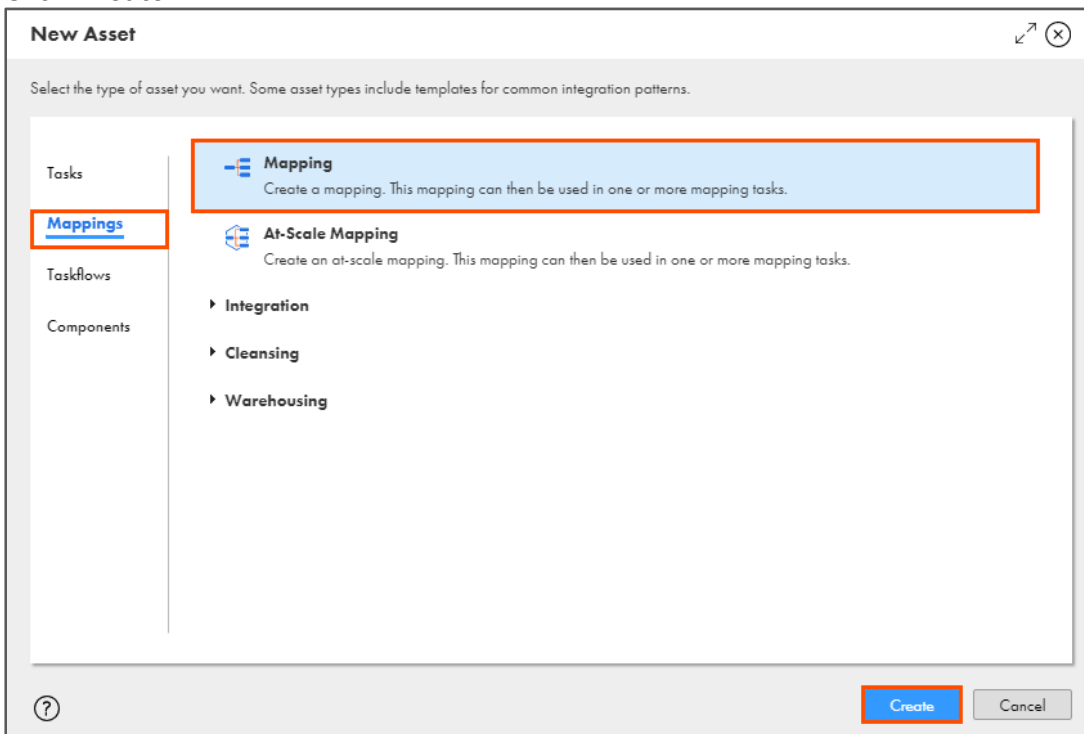 New Asset
Select the type of asset you want. Some asset types include templates for common integration patterns.
Tasks
Mappings
Taskflows
Components
Mapping
Create a mapping. This mapping can then be used in one or more mapping tasks.
At-Scale Mapping
Create an at-scale mapping. This mapping can then be used in one or more mapping tasks.
Integration
Cleansing
Warehousing
?
Create
Cancel